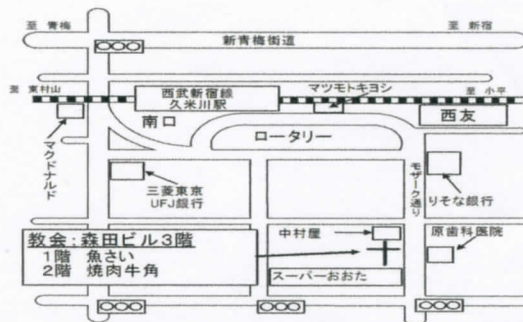 至 青梅
至 新宿
新青梅街道
至 東村山
西武新宿線
久米川駅
マツモトキヨシ
至 小平
西友
南口
ロータリー
マクドナルド
三菱東京
UFJ銀行
モザーク通り
りそな銀行
教会:森田ビル3階
1階 魚さい
2階 焼肉牛角
中村屋
原歯科医院
スーパーおおた